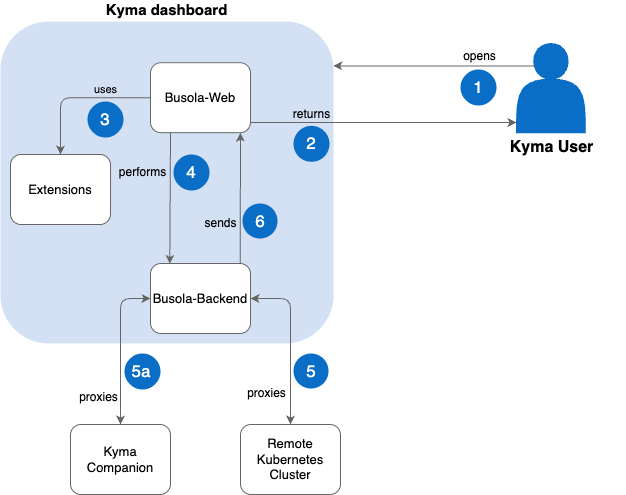 Kyma dashboard
opens
1
Kyma User
Busola-Web
uses
3
returns
2
Extensions
performs
4
sends
6
Busola-Backend
5a
proxies
5
proxies
Kyma
Companion
Remote
Kubernetes
Cluster